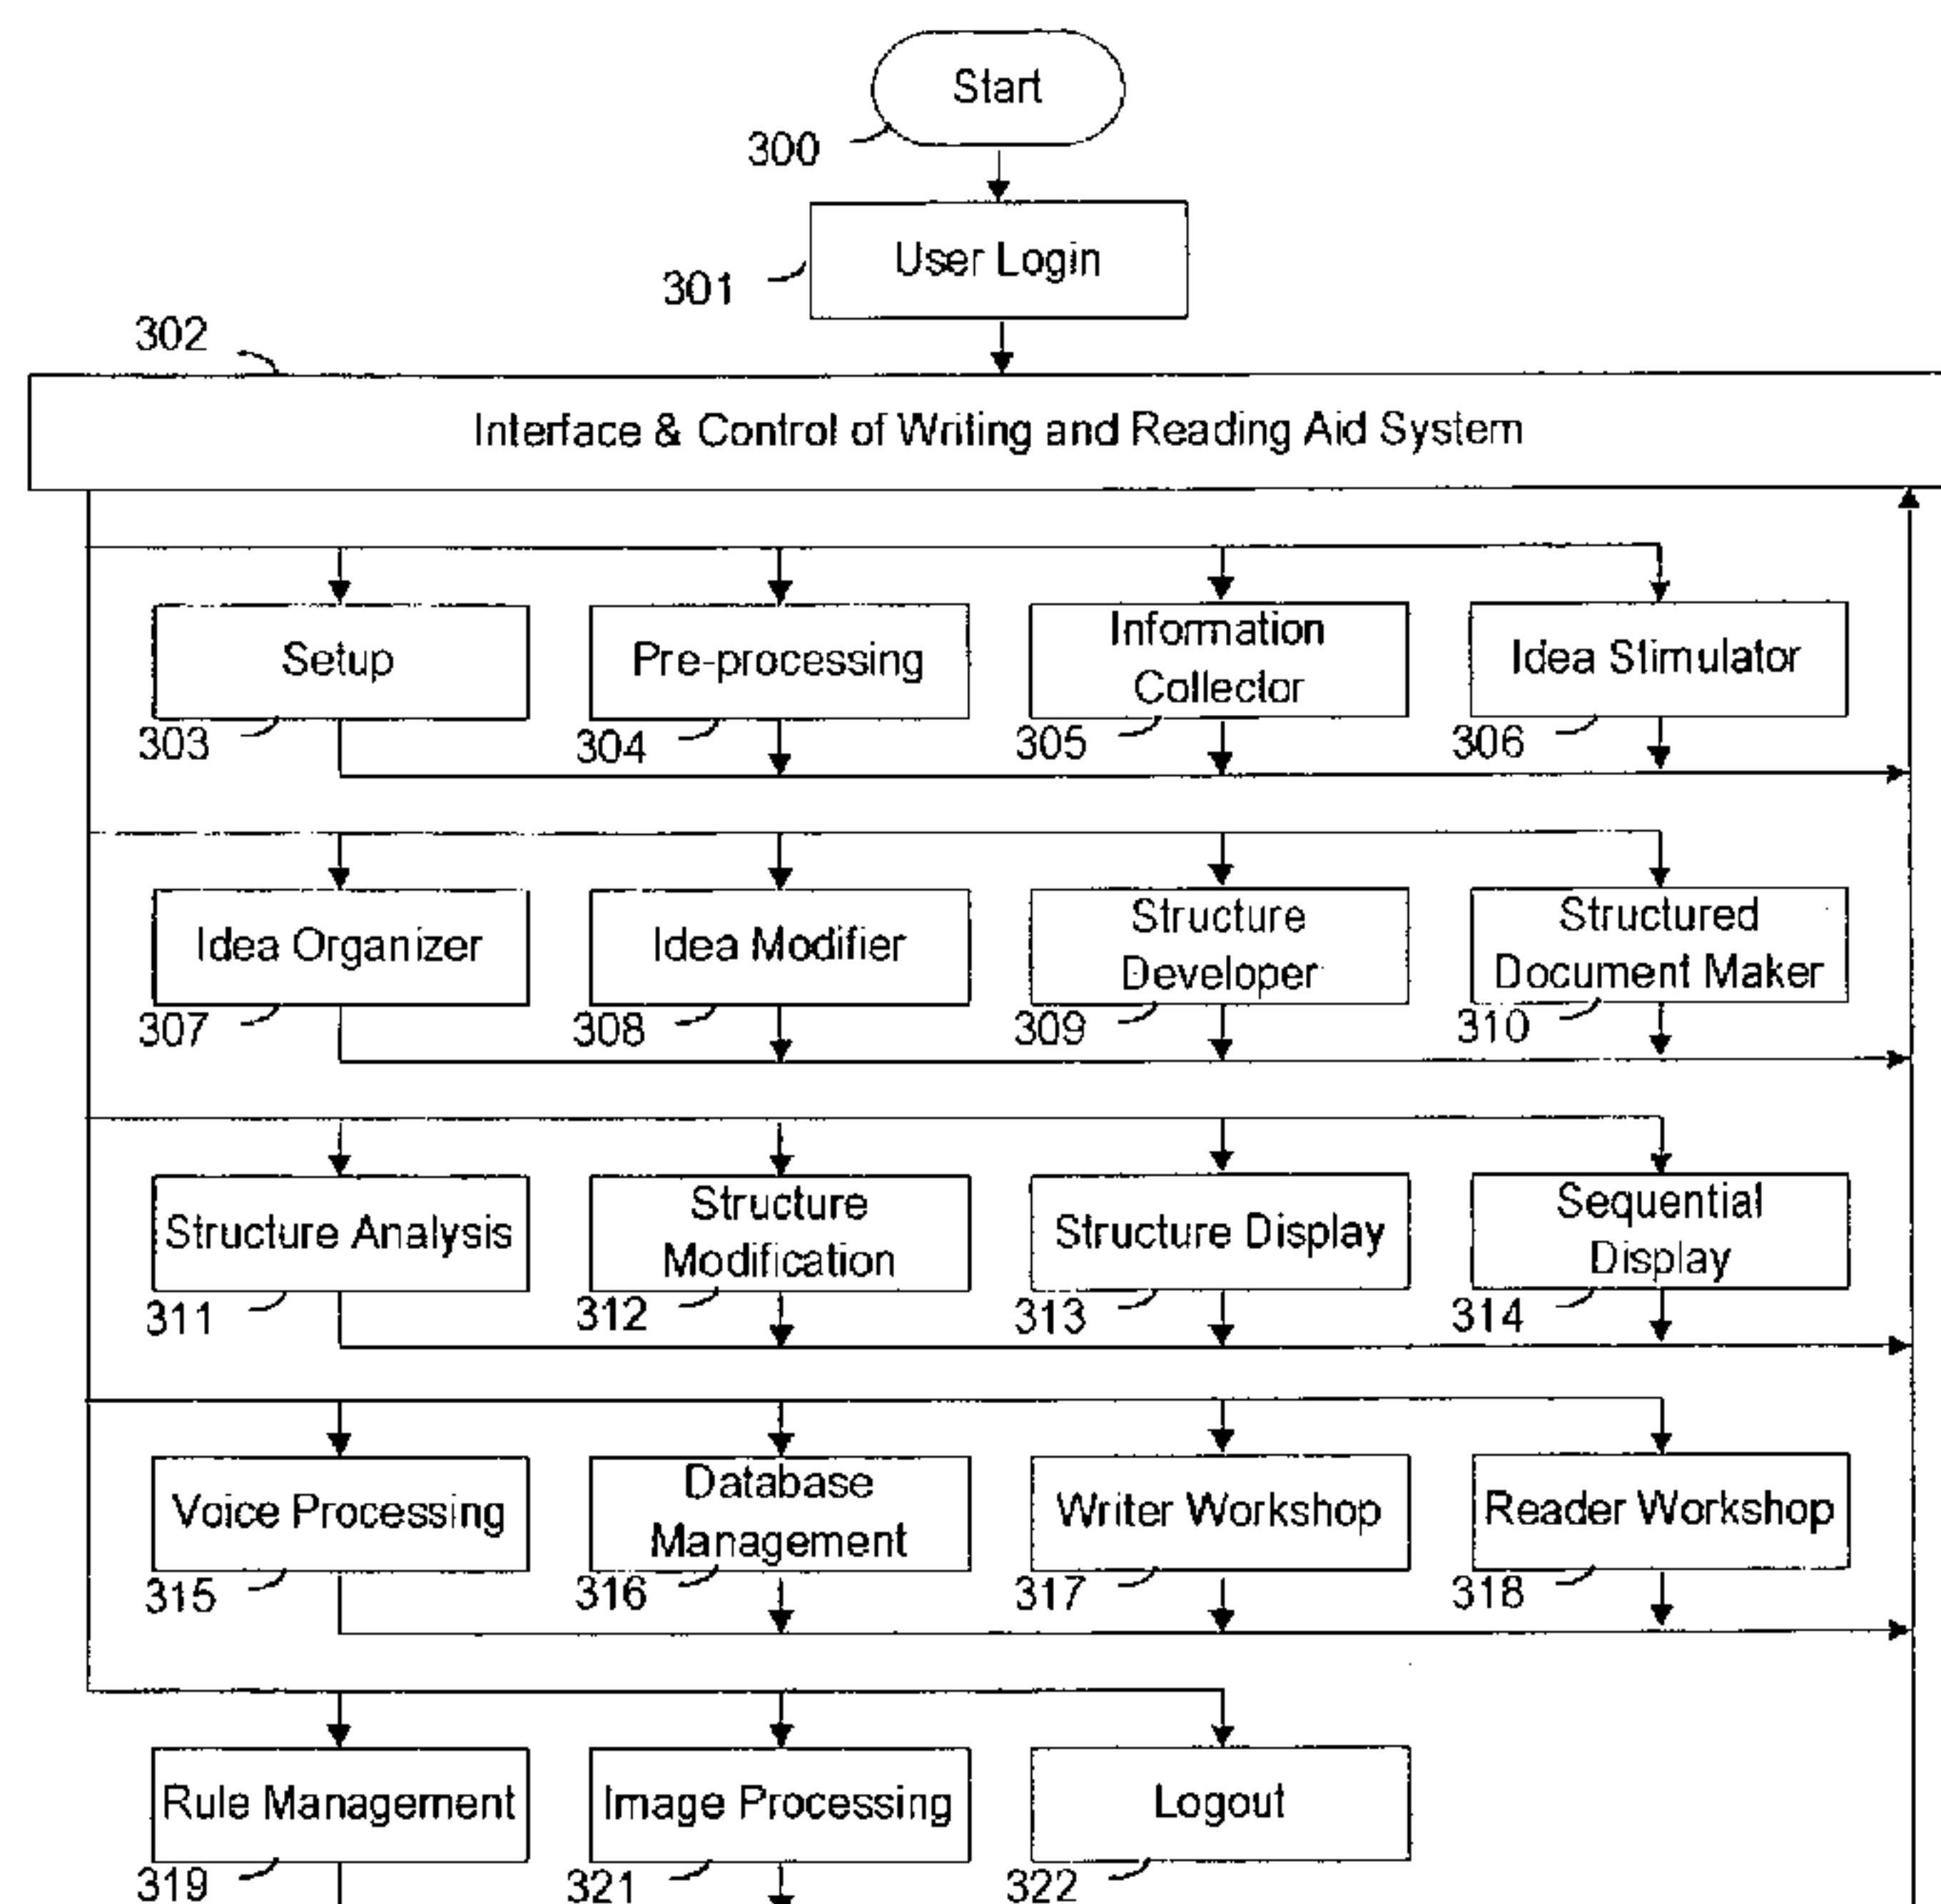 Start
300
User Login
301
302
Interface & Control of Writing and Reading Aid System
Setup
Pre-processing
Information
Collector
Idea Stimulator
303
304
305
306
Idea Organizer
Idea Modifier
Structure
Developer
Structured
Document Maker
307
308
309
310
Structure Analysis
Structure
Modification
Structure Display
Sequential
Display
311
312
313
314
Voice Processing
Database
Management
Writer Workshop
Reader Workshop
315
316
317
318
Rule Management
Image Processing
Logout
319
321
322